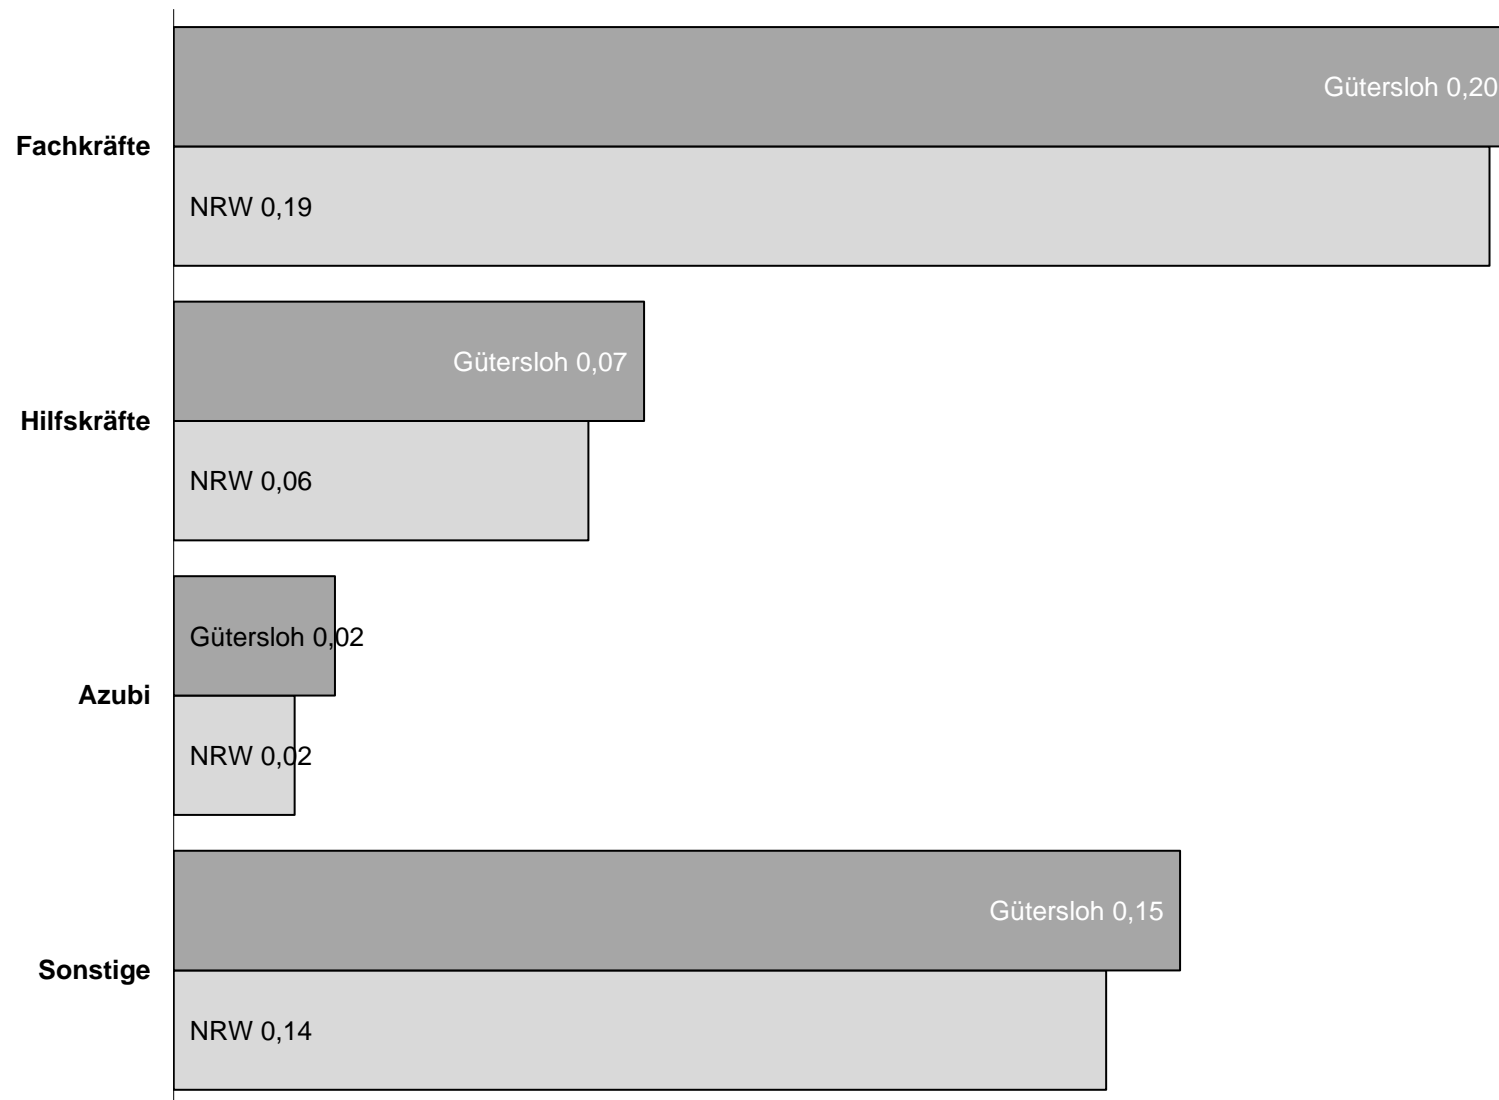 Gütersloh 0,20
Fachkräfte
NRW 0,19
Gütersloh 0,07
Hilfskräfte
NRW 0,06
Gütersloh 0,02
Azubi
NRW 0,02
Gütersloh 0,15
Sonstige
NRW 0,14